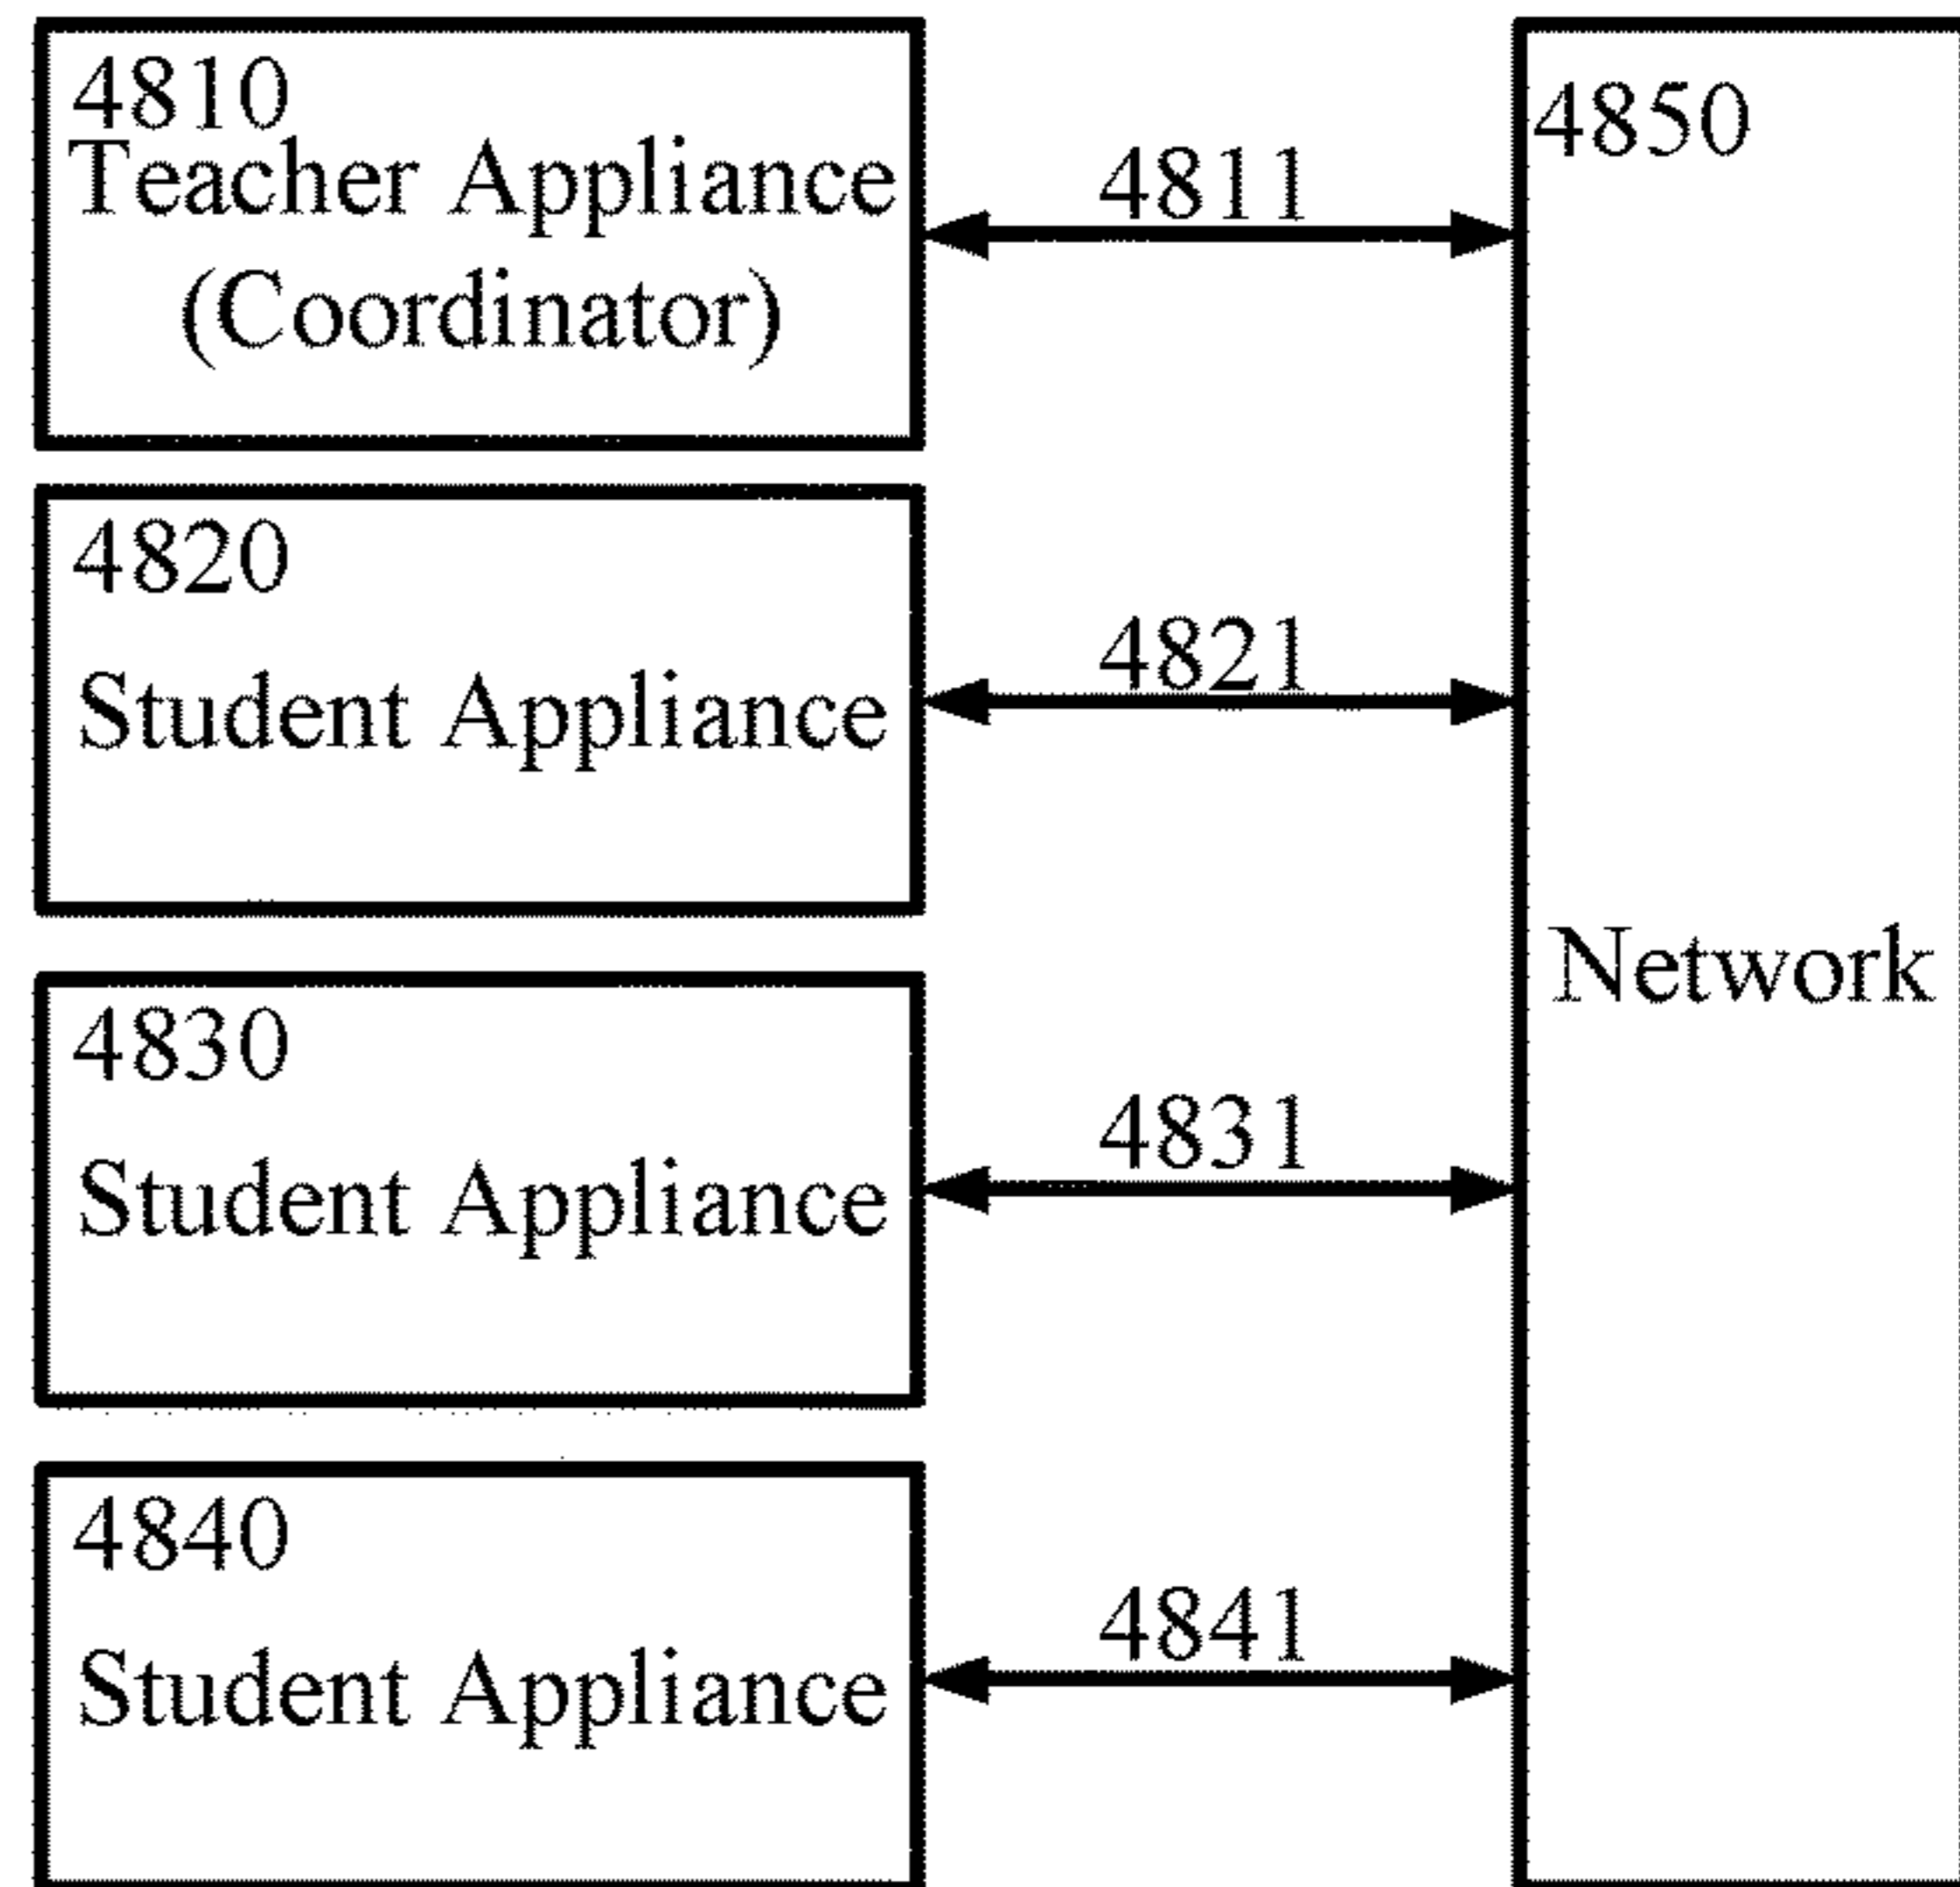 4810
Teacher Appliance
(Coordinator)
4811
4850
4820
Student Appliance
4821
Network
4830
Student Appliance
4831
4840
Student Appliance
4841